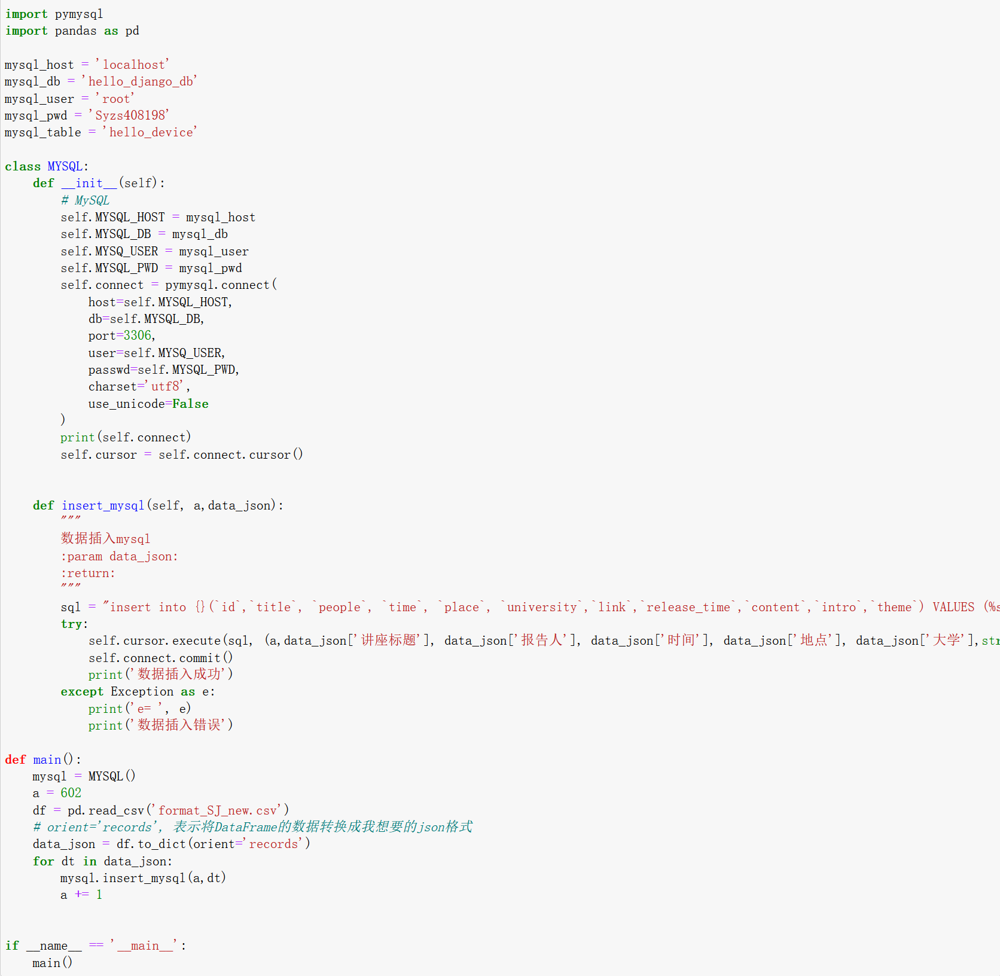 import pymysql
import pandas as pd
mysql_host = 'localhost'
mysql_db = 'hello_django_db'
mysql_user = 'root'
mysql_pwd = 'Syzs408198'
mysql_table = 'hello_device'
class MYSQL:
def __init__(self):
# MySQL
self.MYSQL_HOST = mysql_host
self.MYSQL_DB = mysql_db
self.MYSQ_USER = mysql_user
self.MYSQL_PWD = mysql_pwd
self.connect = pymysql.connect(
host=self.MYSQL_HOST,
db=self.MYSQL_DB,
port=3306,
user=self.MYSQ_USER,
passwd=self.MYSQL_PWD,
charset='utf8',
use_unicode=False
)
print(self.connect)
self.cursor = self.connect.cursor()
def insert_mysql(self, a,data_json):
"""
数据插入mysql
:param data_json:
:return:
"""
sql = "insert into {}(`id`,`title`, `people`, `time`, `place`, `university`,`link`,`release_time`,`content`,`intro`,`theme`) VALUES (%s
try:
self.cursor.execute(sql, (a,data_json['讲座标题'], data_json['报告人'], data_json['时间'], data_json['地点'], data_json['大学'],str
self.connect.commit()
print('数据插入成功')
except Exception as e:
print('e= ', e)
print('数据插入错误')
def main():
mysql = MYSQL()
a = 602
df = pd.read_csv('format_SJ_new.csv')
# orient='records', 表示将DataFrame的数据转换成我想要的json格式
data_json = df.to_dict(orient='records')
for dt in data_json:
mysql.insert_mysql(a,dt)
a += 1
if __name__ == '__main__':
main()